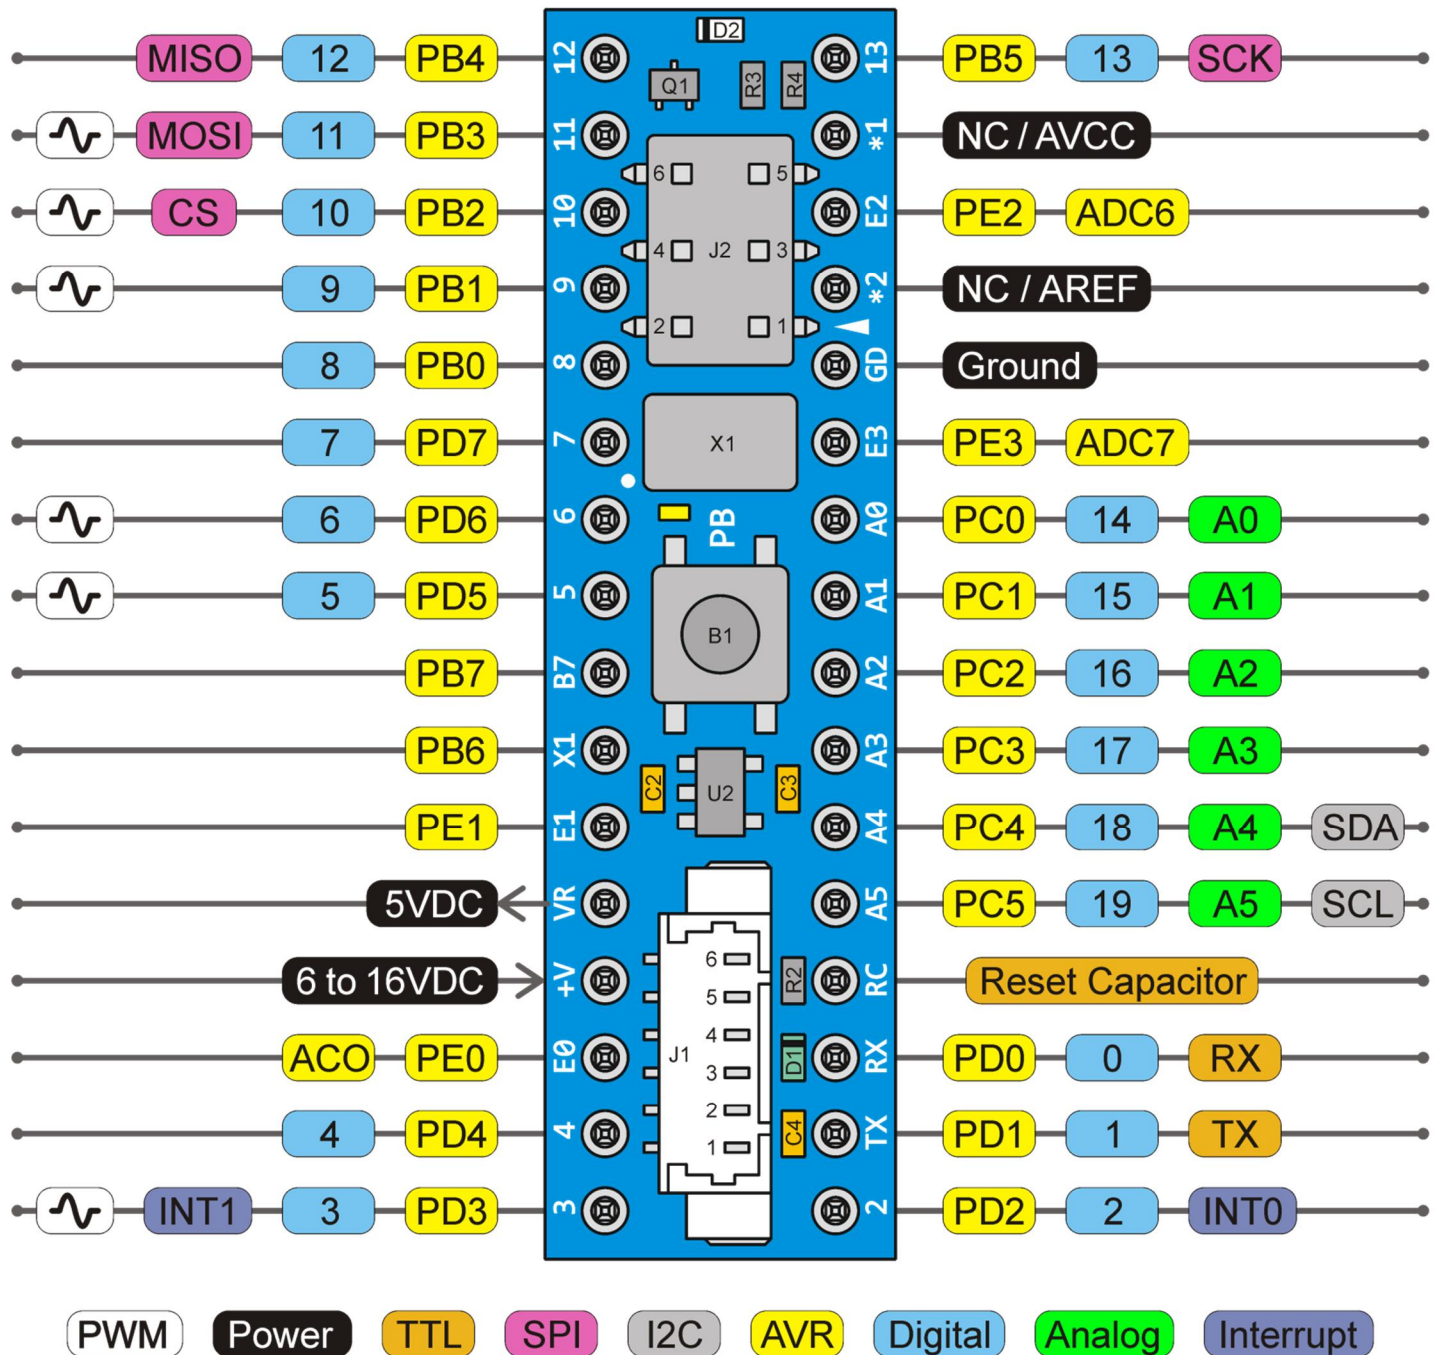 D2
MISO 12 PB4 12 13 PB5 13 SCK
Q1 R3 R4
MOSI 11 PB3 11 *1 NC / AVCC
6 5
CS 10 PB2 10 E2 PE2 ADC6
4 J2 3
9 PB1 9 *2 NC / AREF
2 1
8 PB0 8 GD Ground
7 PD7 7 X1 E3 PE3 ADC7
6 PD6 6 PB A0 PC0 14 A0
5 PD5 5 A1 PC1 15 A1
B1
PB7 B7 A2 PC2 16 A2
PB6 X1 A3 PC3 17 A3
C2 U2 C3
PE1 E1 A4 PC4 18 A4 SDA
5VDC VR A5 PC5 19 A5 SCL
6
6 to 16VDC +V 5 R2 RC Reset Capacitor
4
ACO PE0 E0 J1 D1 RX PD0 0 RX
3
2
4 PD4 4 C4 TX PD1 1 TX
1
INT1 3 PD3 3 2 PD2 2 INT0
PWM Power TTL SPI I2C AVR Digital Analog Interrupt